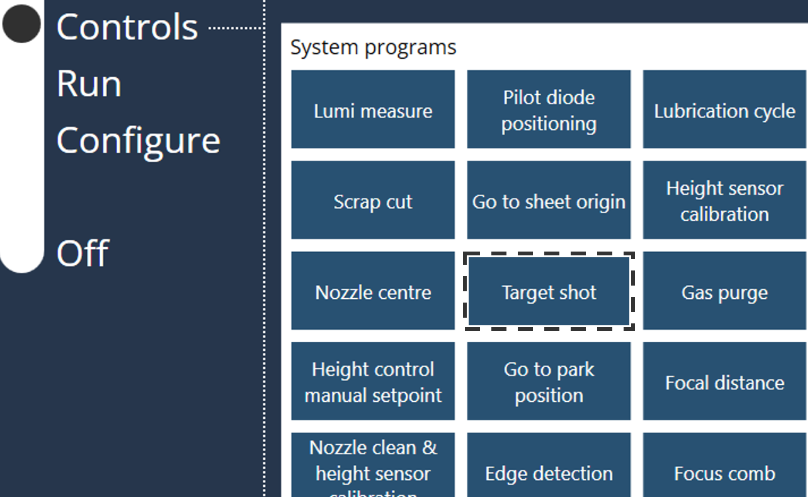 Controls
Run
Configure
Off
System programs
Lumi measure
Pilot diode
positioning
Lubrication cycle
Scrap cut
Go to sheet origin
Height sensor
calibration
Nozzle centre
Target shot
Gas purge
Height control
manual setpoint
Go to park
position
Focal distance
Nozzle clean &
height sensor
calibration
Edge detection
Focus comb